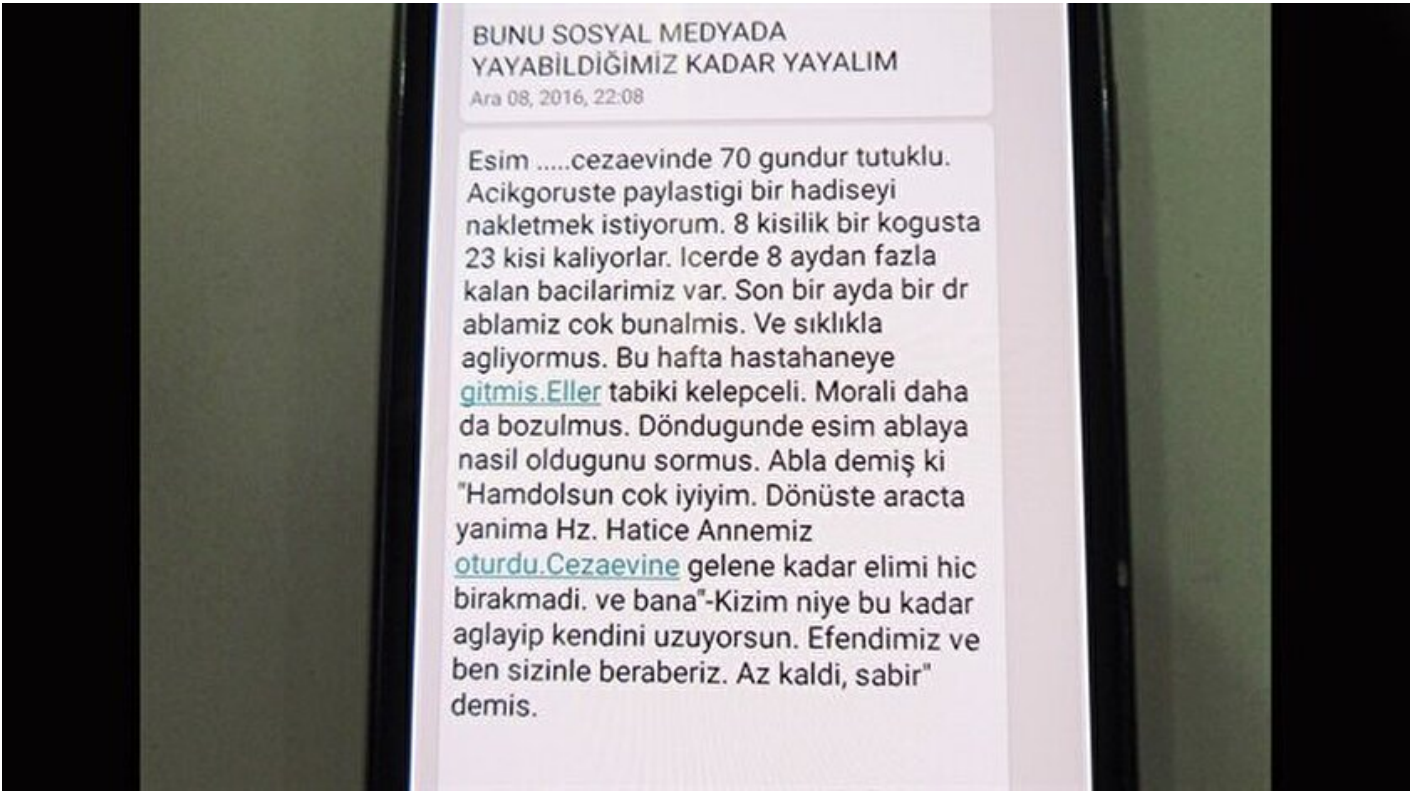 BUNU SOSYAL MEDYADA
YAYABİLDİĞİMİZ KADAR YAYALIM
Ara 08, 2016, 22:08
Esim .....cezaevinde 70 gundur tutuklu.
Acikgoruste paylastigi bir hadiseyi
nakletmek istiyorum. 8 kisilik bir kogusta
23 kisi kaliyorlar. Icerde 8 aydan fazla
kalan bacilarimiz var. Son bir ayda bir dr
ablamiz cok bunalmis. Ve sıklıkla
agliyormus. Bu hafta hastahaneye
gitmis.Eller tabiki kelepceli. Morali daha
da bozulmus. Döndugunde esim ablaya
nasil oldugunu sormus. Abla demiş ki
"Hamdolsun cok iyiyim. Dönüste aracta
yanima Hz. Hatice Annemiz
oturdu.Cezaevine gelene kadar elimi hic
birakmadi. ve bana"-Kizim niye bu kadar
aglayip kendini uzuyorsun. Efendimiz ve
ben sizinle beraberiz. Az kaldi, sabir"
demis.